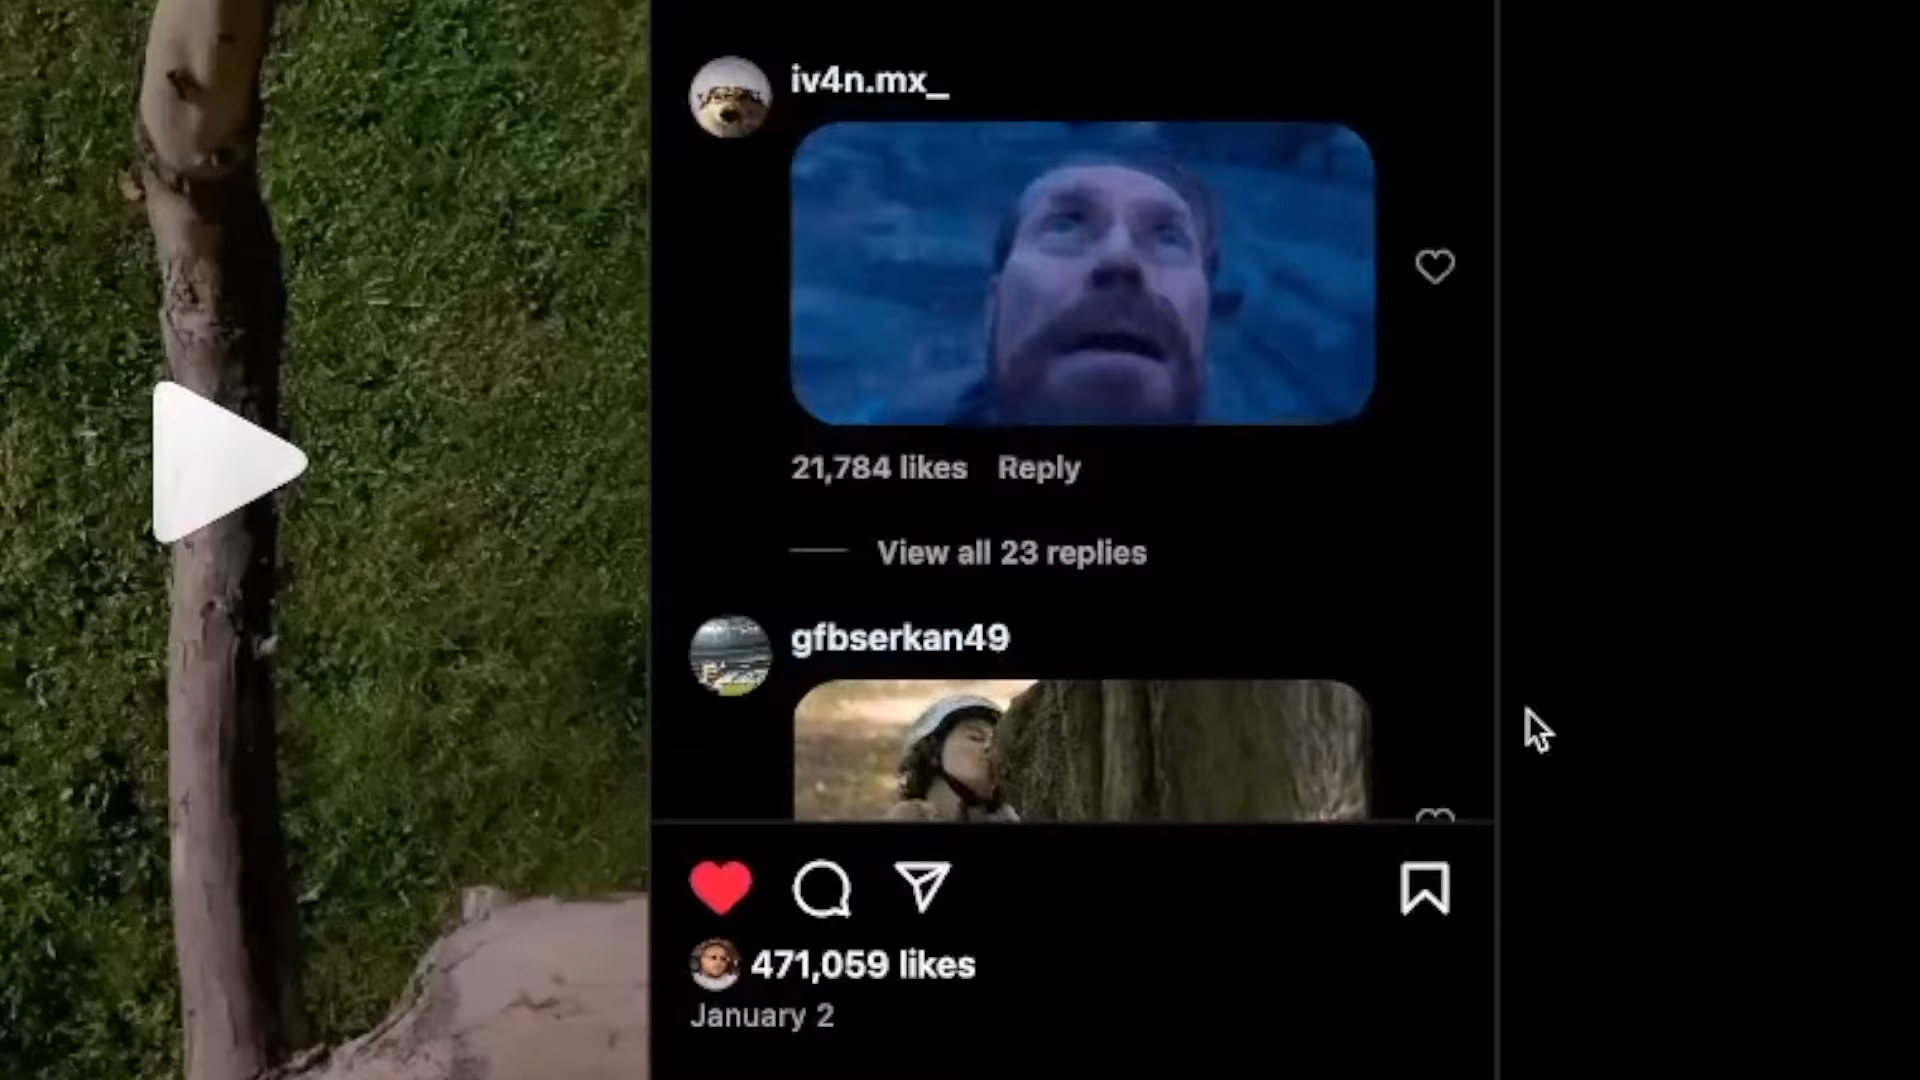 iv4n.mx_
21,784 likes Reply
View all 23 replies
gfbserkan49
471,059 likes
January 2